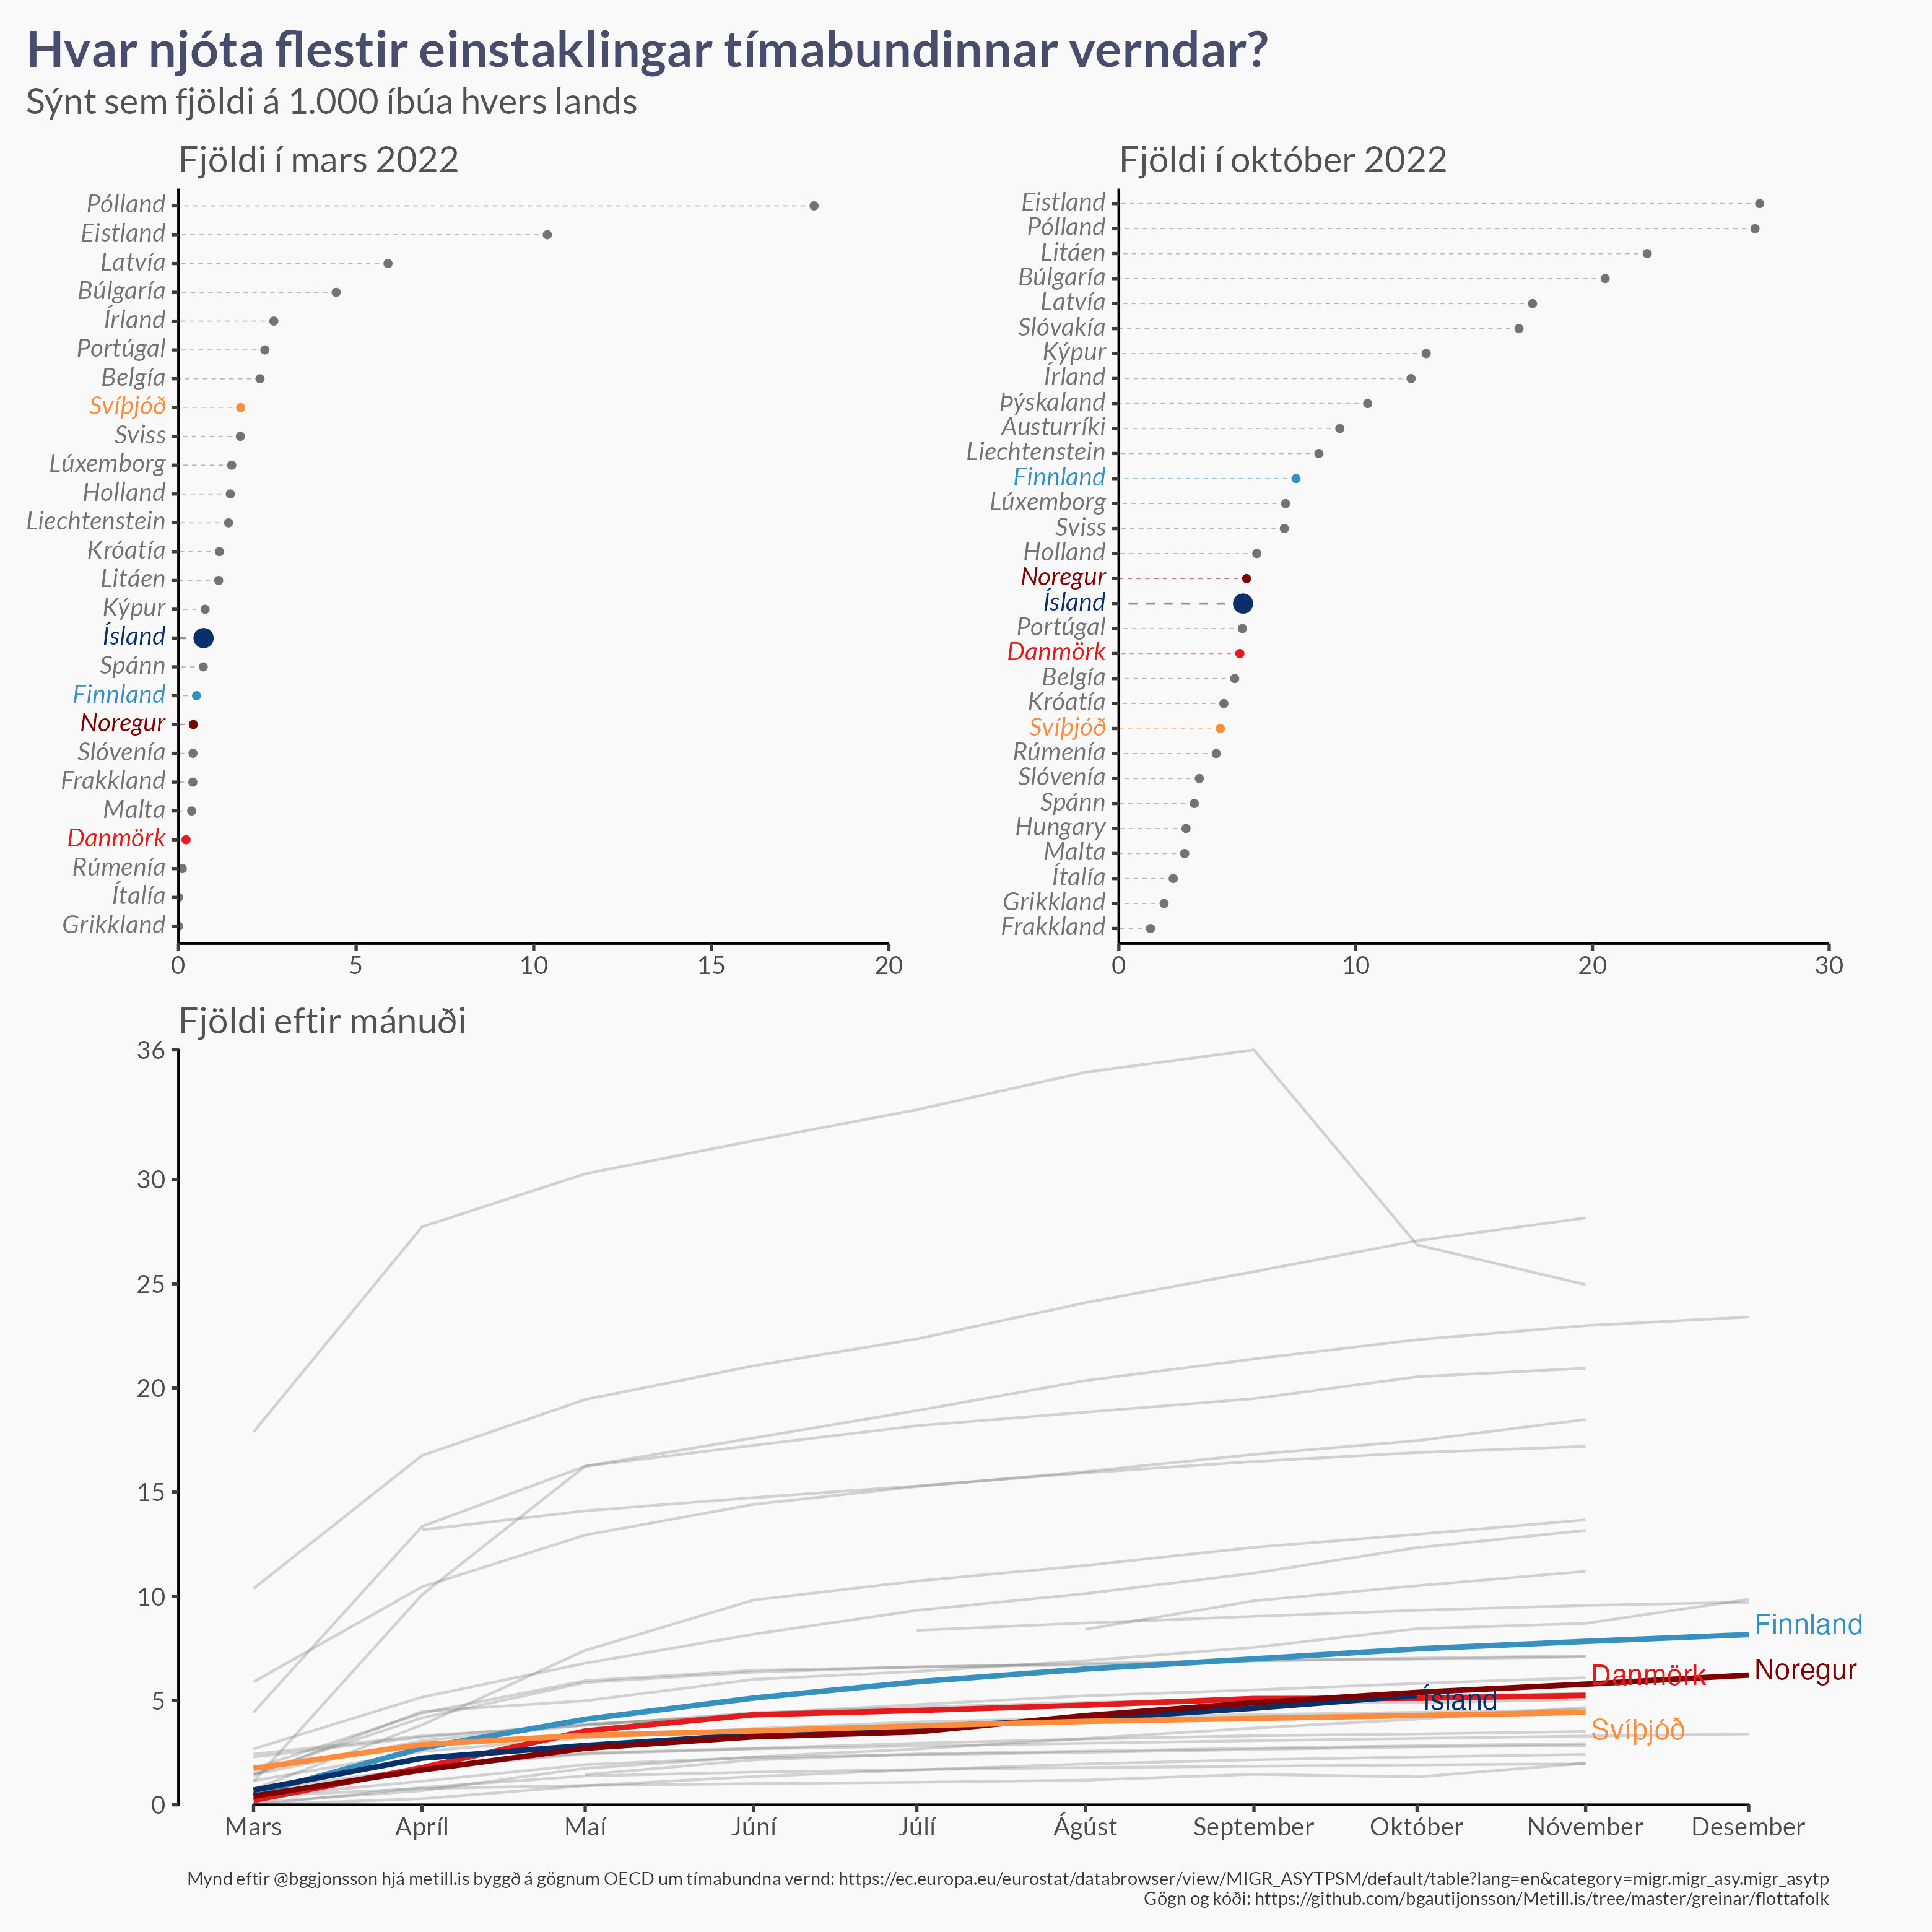 Hvar njóta flestir einstaklingar tímabundinnar verndar?
Sýnt sem fjöldi á 1.000 íbúa hvers lands
Fjöldi í mars 2022
Pólland
Eistland
Latvía
Búlgaría
Írland
Portúgal
Belgía
Svíþjóð
Sviss
Lúxemborg
Holland
Liechtenstein
Króatía
Litáen
Kýpur
Ísland
Spánn
Finnland
Noregur
Slóvenía
Frakkland
Malta
Danmörk
Rúmenía
Ítalía
Grikkland
0 5 10 15 20
Fjöldi í október 2022
Eistland
Pólland
Litáen
Búlgaría
Latvía
Slóvakía
Kýpur
Írland
Þýskaland
Austurríki
Liechtenstein
Finnland
Lúxemborg
Sviss
Holland
Noregur
Ísland
Portúgal
Danmörk
Belgía
Króatía
Svíþjóð
Rúmenía
Slóvenía
Spánn
Hungary
Malta
Ítalía
Grikkland
Frakkland
0 10 20 30
Fjöldi eftir mánuði
36
30
25
20
15
10
5
0
Finnland
Noregur
Danmörk
Ísland
Svíþjóð
Mars Apríl Maí Júní Júlí Ágúst September Október Nóvember Desember
Mynd eftir @bggjonsson hjá metill.is byggð á gögnum OECD um tímabundna vernd: https://ec.europa.eu/eurostat/databrowser/view/MIGR_ASYTPSM/default/table?lang=en&category=migr.migr_asy.migr_asytp
Gögn og kóði: https://github.com/bgautijonsson/Metill.is/tree/master/greinar/flottafolk